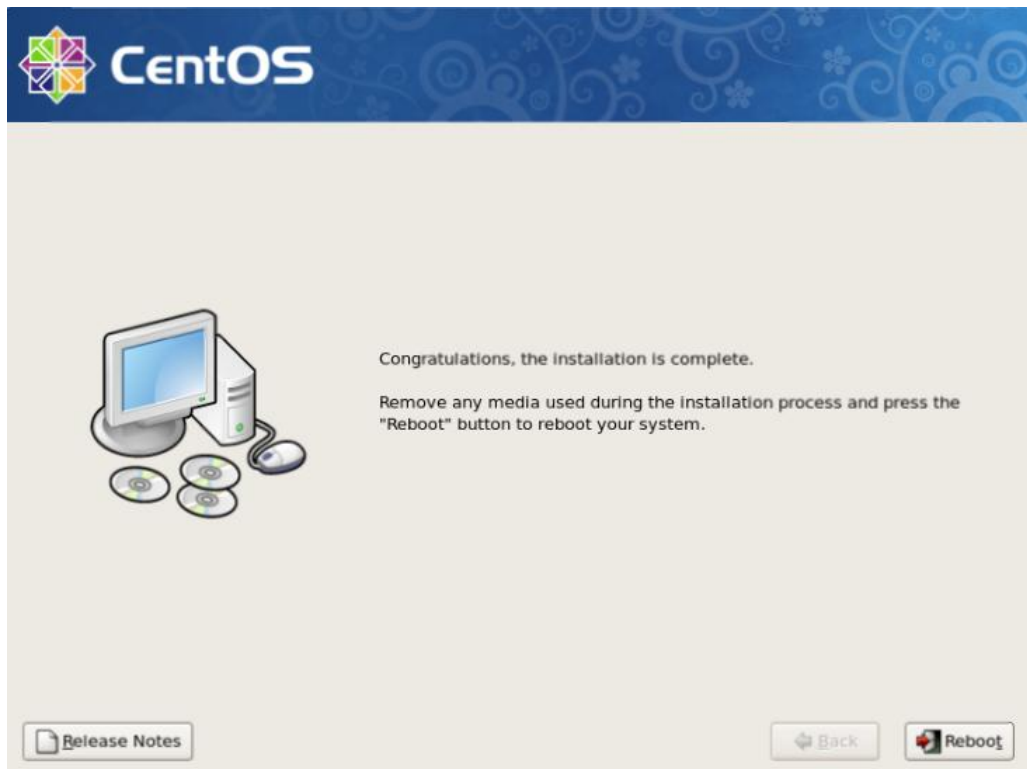 CentOS
Congratulations, the installation is complete.
Remove any media used during the installation process and press the
"Reboot" button to reboot your system.
Release Notes
Back
Reboot